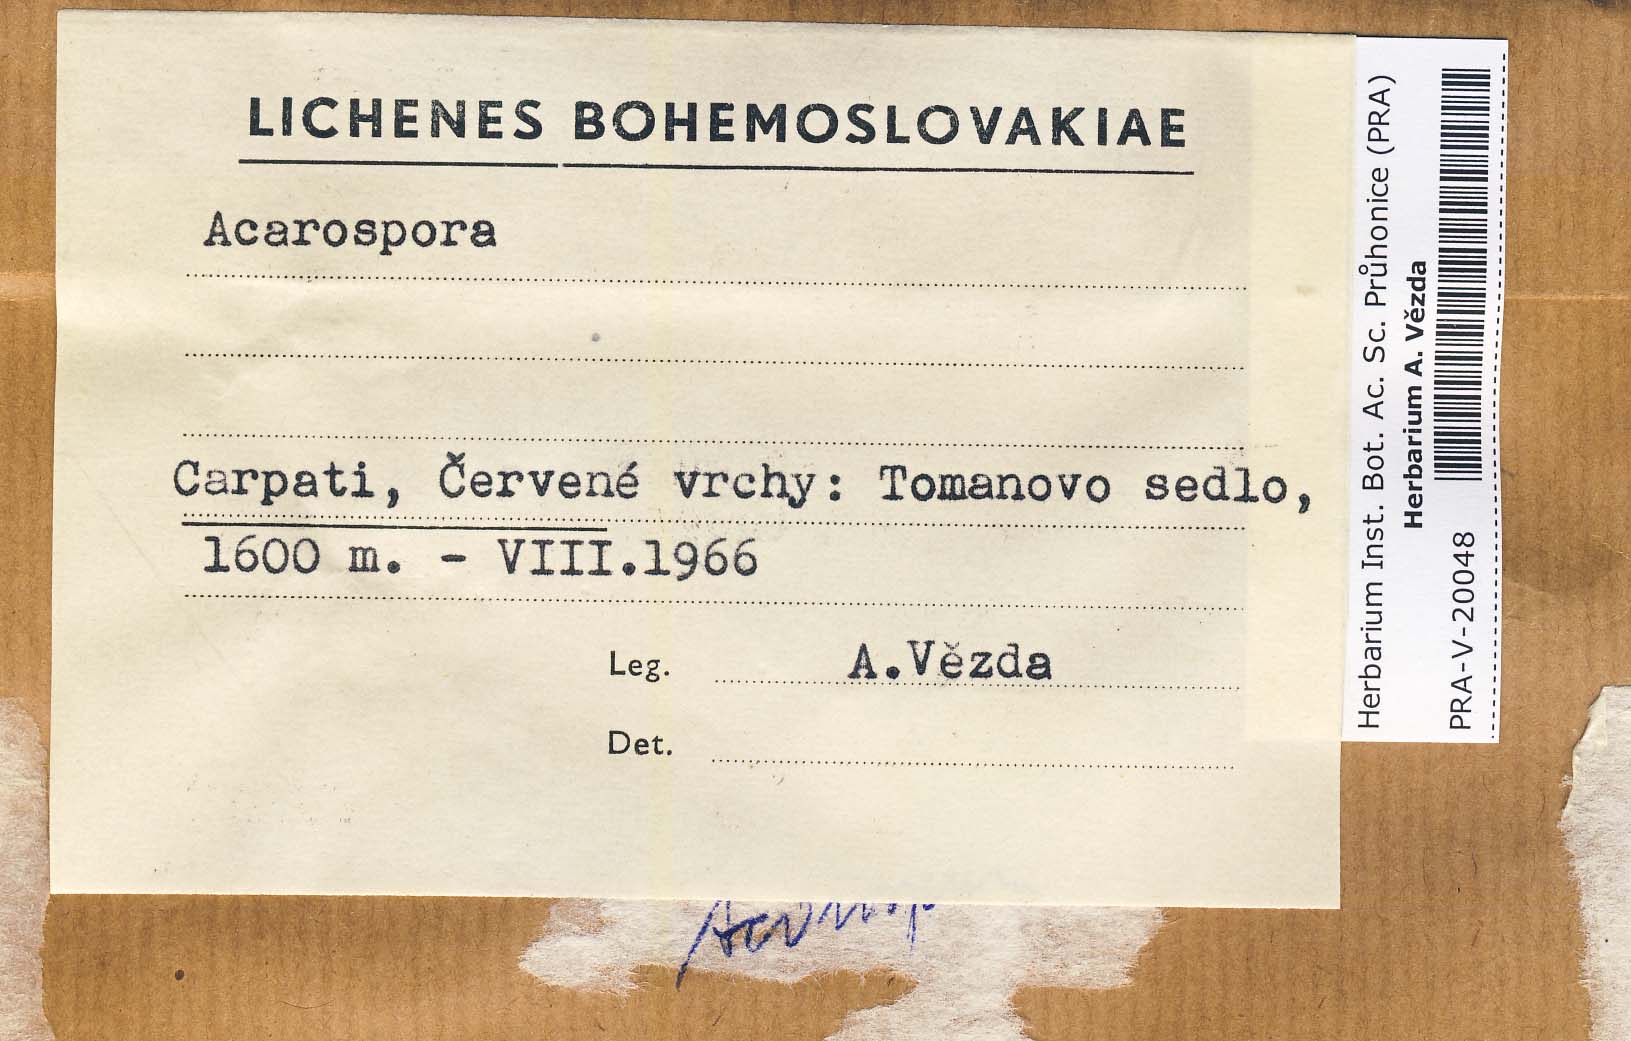 LICHENES BOHEMOSLOVAKIAE
Acarospora
Carpati, Červené vrchy: Tomanovo sedlo,
1600 m. - VIII.1966
Leg. A.Vězda
Det.
Herbarium Inst. Bot. Ac. Sc. Průhonice (PRA)
Herbarium A. Vězda
PRA-V-20048